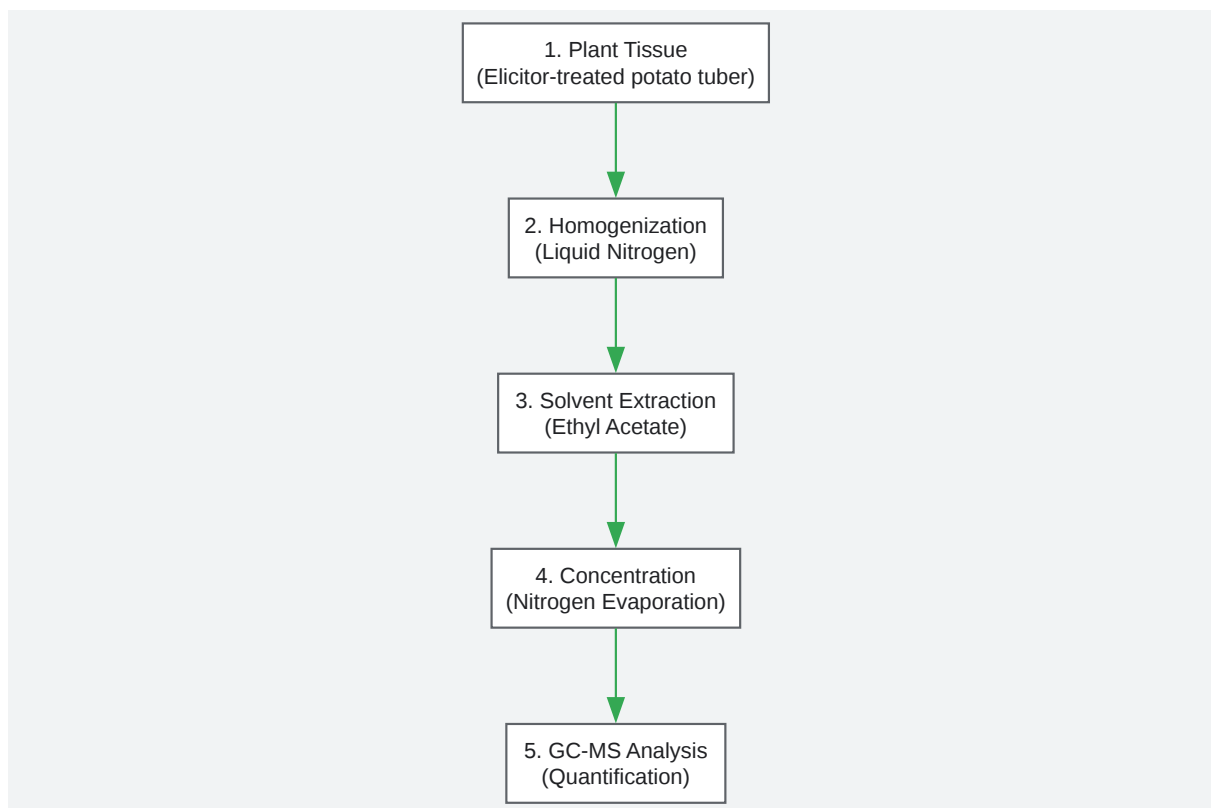 1. Plant Tissue
(Elicitor-treated potato tuber)
2. Homogenization
(Liquid Nitrogen)
3. Solvent Extraction
(Ethyl Acetate)
4. Concentration
(Nitrogen Evaporation)
5. GC-MS Analysis
(Quantification)